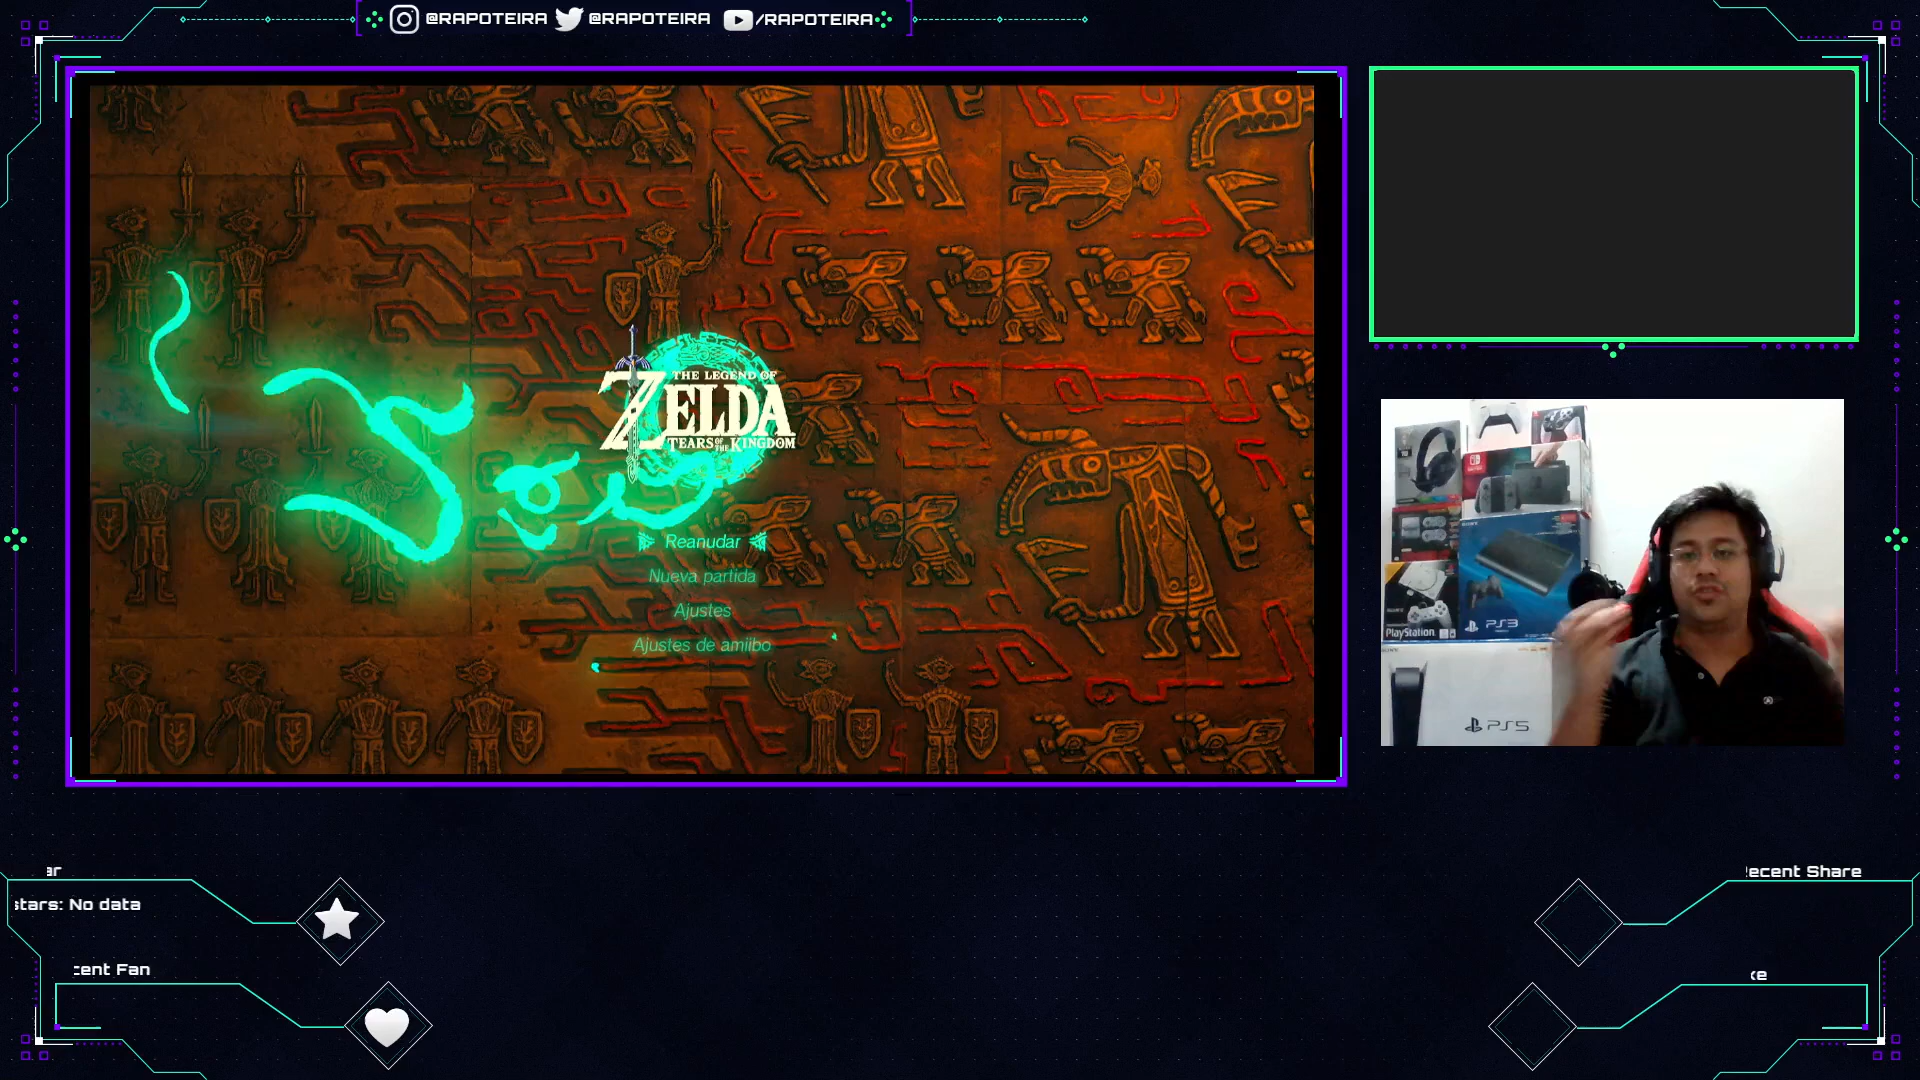 @RAPOTEIRA @RAPOTEIRA /RAPOTEIRA
THE LEGEND OF
ZELDA
TEARS OF THE KINGDOM
Reanudar
Nueva partida
Ajustes
Ajustes de amiibo
PlayStation
PS3
PS5
ar
stars: No data
cent Fan
ecent Share
ke